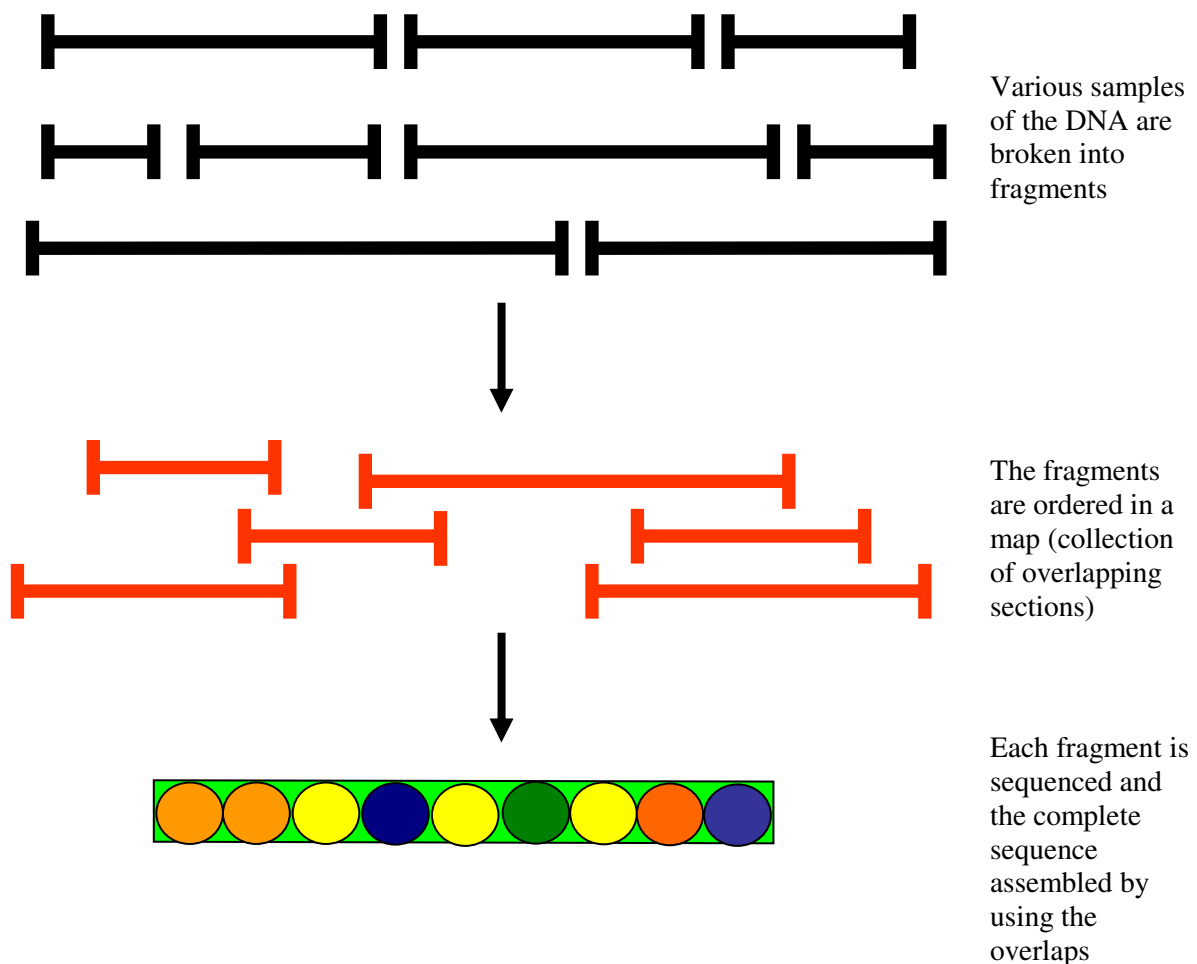 Various samples
of the DNA are
broken into
fragments
The fragments
are ordered in a
map (collection
of overlapping
sections)
Each fragment is
sequenced and
the complete
sequence
assembled by
using the
overlaps